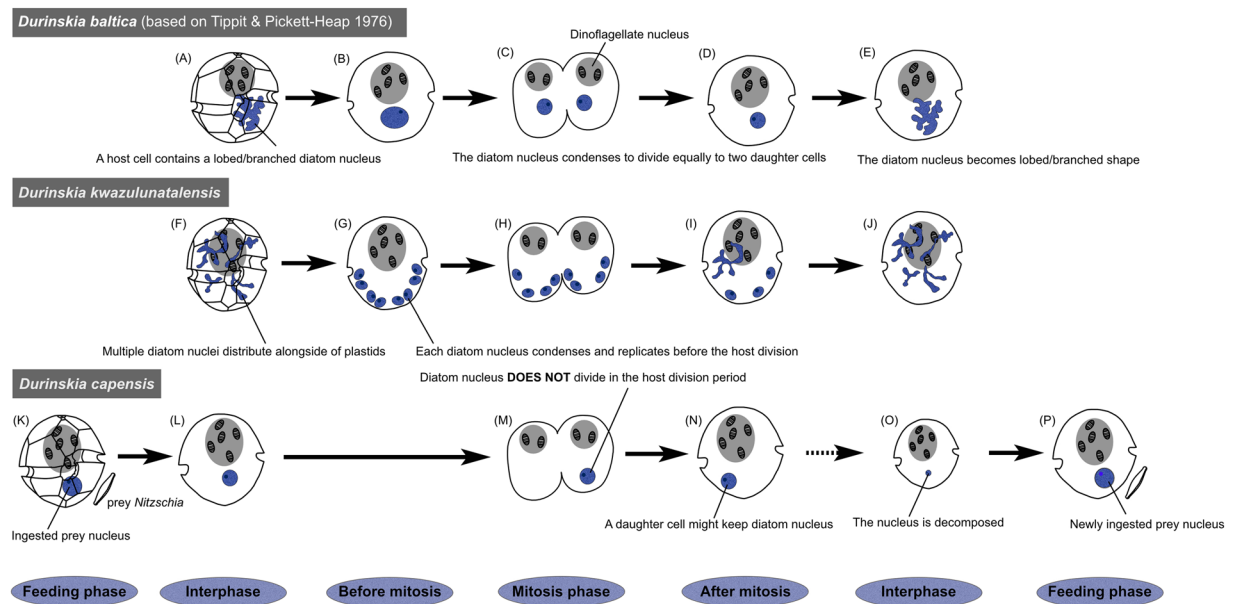 Durinskia baltica (based on Tippit & Pickett-Heap 1976)
Dinoflagellate nucleus
(A)
(B)
(C)
(D)
(E)
A host cell contains a lobed/branched diatom nucleus
The diatom nucleus condenses to divide equally to two daughter cells
The diatom nucleus becomes lobed/branched shape
Durinskia kwazulunatalensis
(F)
(G)
(H)
(I)
(J)
Multiple diatom nuclei distribute alongside of plastids
Each diatom nucleus condenses and replicates before the host division
Durinskia capensis
Diatom nucleus DOES NOT divide in the host division period
(K)
(L)
(M)
(N)
(O)
(P)
prey Nitzschia
Ingested prey nucleus
A daughter cell might keep diatom nucleus
The nucleus is decomposed
Newly ingested prey nucleus
Feeding phase
Interphase
Before mitosis
Mitosis phase
After mitosis
Interphase
Feeding phase